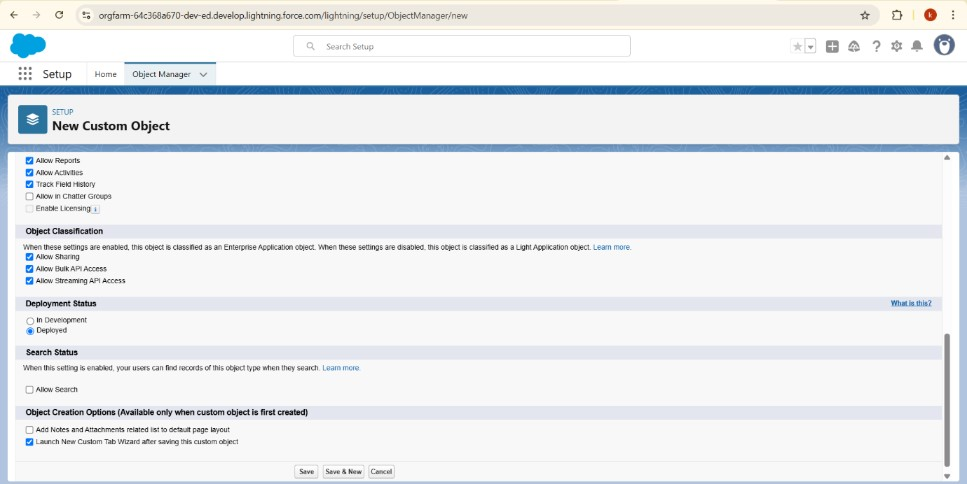 orgfarm-64c368a670-dev-ed.develop.lightning.force.com/lightning/setup/ObjectManager/new
k
Search Setup
Setup Home Object Manager
SETUP
New Custom Object
Allow Reports
Allow Activities
Track Field History
Allow in Chatter Groups
Enable Licensing i
Object Classification
When these settings are enabled, this object is classified as an Enterprise Application object. When these settings are disabled, this object is classified as a Light Application object. Learn more.
Allow Sharing
Allow Bulk API Access
Allow Streaming API Access
Deployment Status What is this?
In Development
Deployed
Search Status
When this setting is enabled, your users can find records of this object type when they search. Learn more.
Allow Search
Object Creation Options (Available only when custom object is first created)
Add Notes and Attachments related list to default page layout
Launch New Custom Tab Wizard after saving this custom object
Save Save & New Cancel